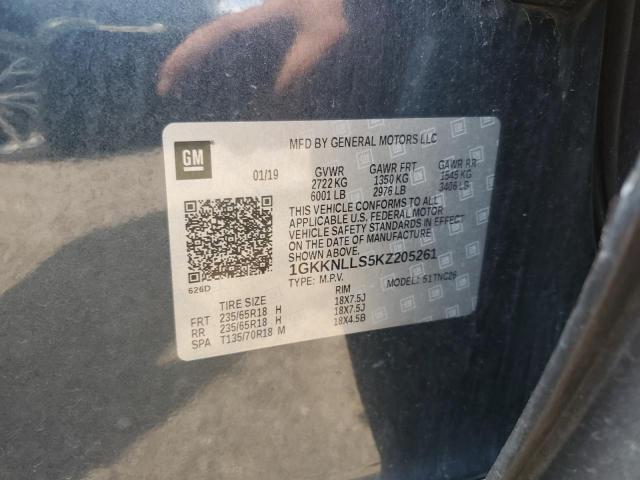 MFD BY GENERAL MOTORS LLC
GM
01/19 GVWR GAWR FRT GAWR RR
2722 KG 1350 KG 1545 KG
6001 LB 2976 LB 3406 LB
THIS VEHICLE CONFORMS TO ALL
APPLICABLE U.S. FEDERAL MOTOR
VEHICLE SAFETY STANDARDS IN EFFECT
ON THE DATE OF MANUFACTURE
SHOWN ABOVE.
1GKKNLLS5KZ205261
626D
TYPE: M.P.V. MODEL: S1TNC26
TIRE SIZE RIM
FRT 235/65R18 H 18X7.5J
RR 235/65R18 H 18X7.5J
SPA T135/70R18 M 18X4.5B